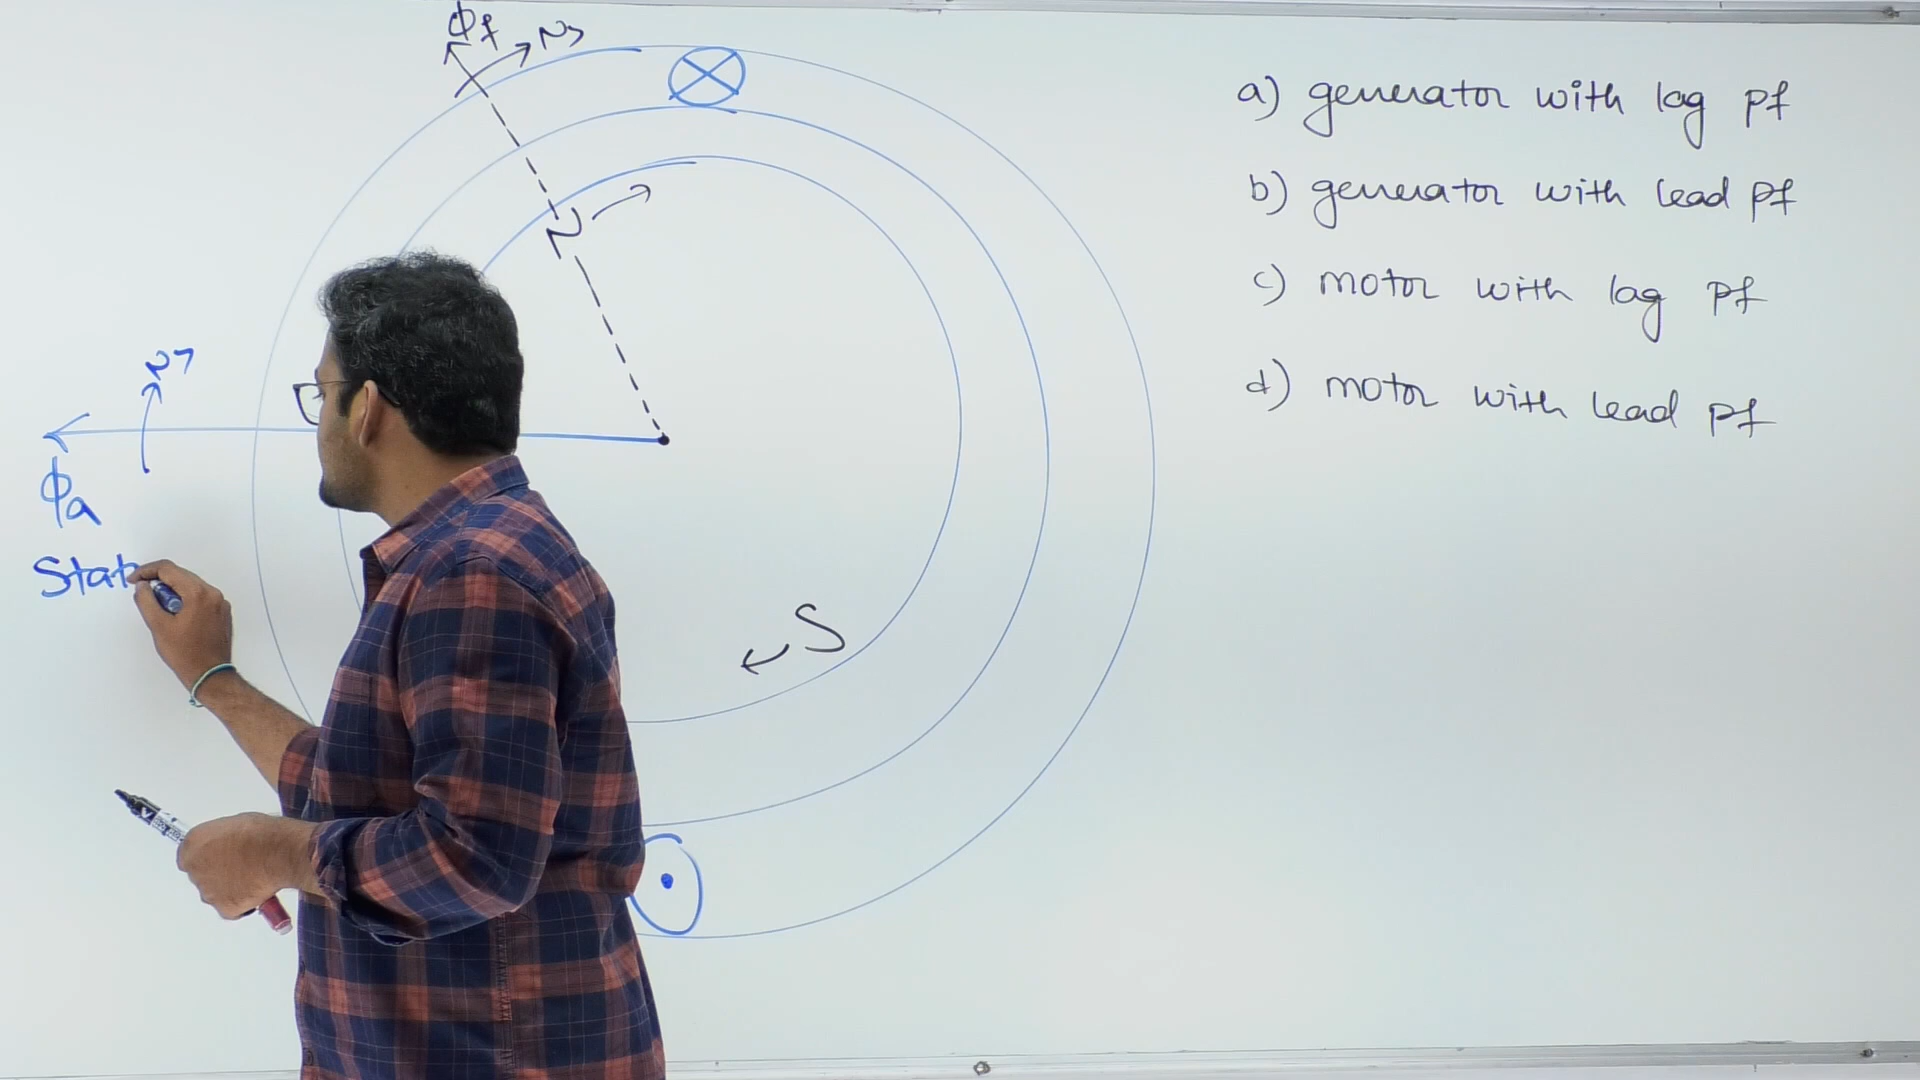 ϕf Ns
a) generator with lag pf
b) generator with lead pf
N
c) motor with lag pf
Ns
d) motor with lead pf
ϕa
Stat
S